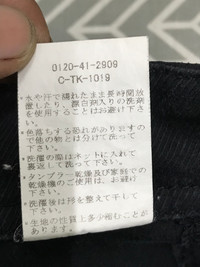 0120-41-2909
C-TK-1019
・水や汗で濡れたまま長時間放
置したり、漂白剤入りの洗剤
を使用することはお避け下さ
い。
・色落ちする恐れがありますの
で他の物とは分けて洗って
下さい。
・洗濯の際はネットに入れて
裏返して洗って下さい。
・タンブラー乾燥及び家庭での
乾燥機のご使用は、お避け
下さい。
・洗濯後は形を整えて干して
下さい。
・生地の性質上多少縮むことが
あります。